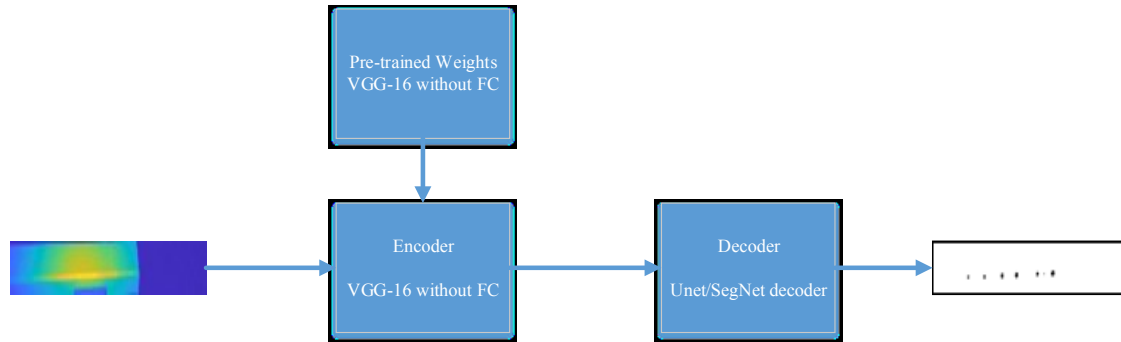 Pre-trained Weights
VGG-16 without FC
Encoder
VGG-16 without FC
Decoder
Unet/SegNet decoder